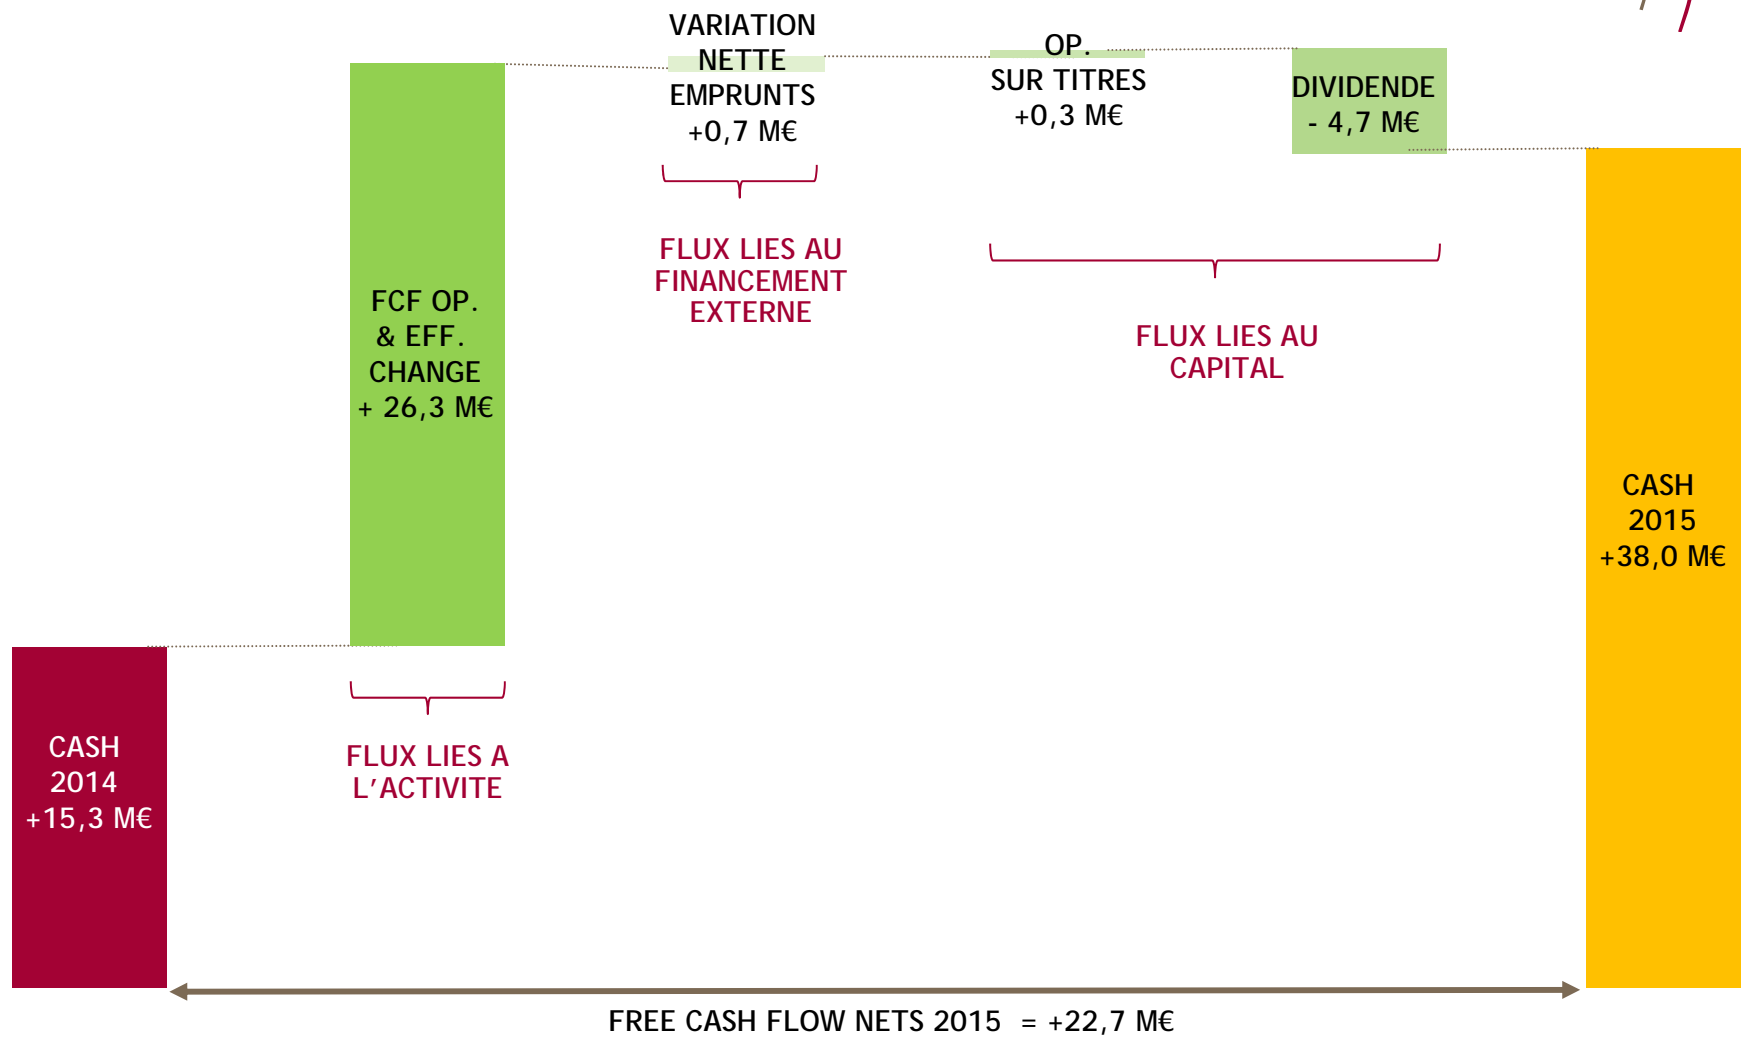 VARIATION
NETTE
EMPRUNTS
+0,7 M€
OP.
SUR TITRES
+0,3 M€
DIVIDENDE
- 4,7 M€
FLUX LIES AU
FINANCEMENT
EXTERNE
FLUX LIES AU
CAPITAL
FCF OP.
& EFF.
CHANGE
+ 26,3 M€
CASH
2015
+38,0 M€
CASH
2014
+15,3 M€
FLUX LIES A
L’ACTIVITE
FREE CASH FLOW NETS 2015 = +22,7 M€